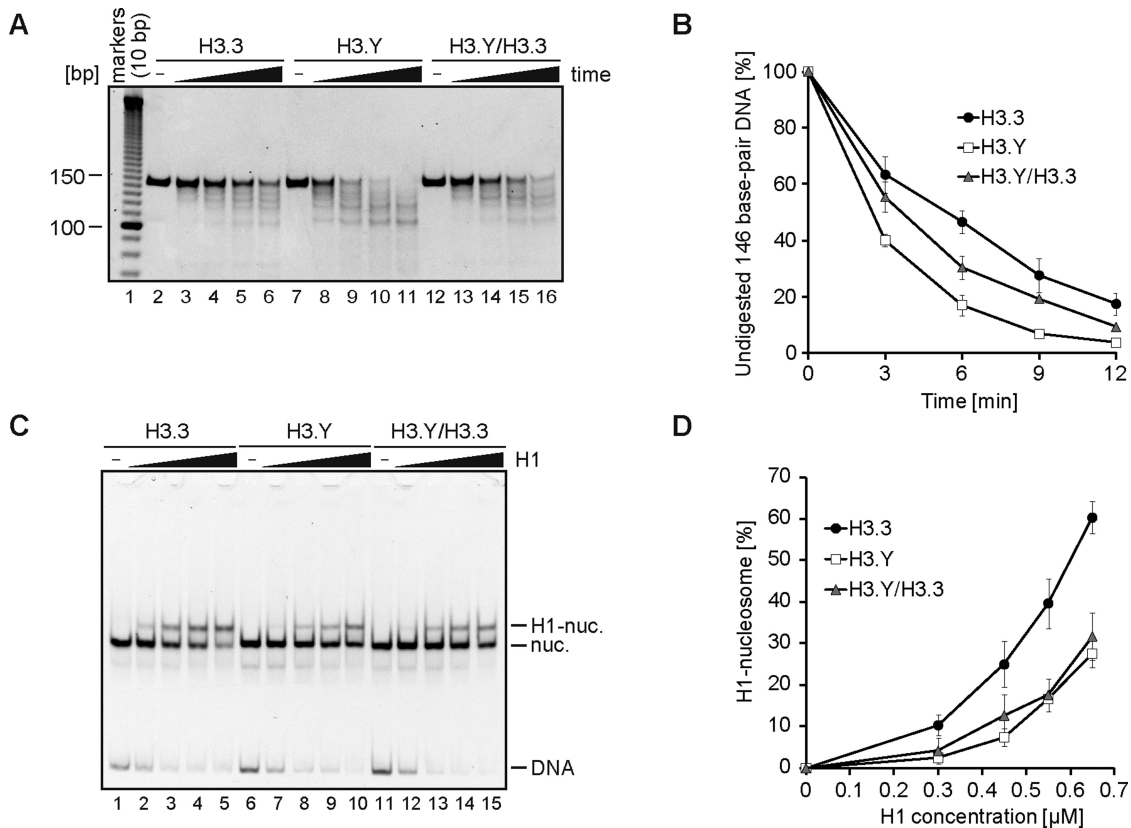 A
markers
(10 bp)
H3.3 H3.Y H3.Y/H3.3
[bp] – – – time
150
100
1 2 3 4 5 6 7 8 9 10 11 12 13 14 15 16
B
Undigested 146 base-pair DNA [%]
100
80
60
40
20
0
H3.3
H3.Y
H3.Y/H3.3
0 3 6 9 12
Time [min]
C
H3.3 H3.Y H3.Y/H3.3
– – – H1
H1-nuc.
nuc.
DNA
1 2 3 4 5 6 7 8 9 10 11 12 13 14 15
D
H1-nucleosome [%]
70
60
50
40
30
20
10
0
H3.3
H3.Y
H3.Y/H3.3
0 0.1 0.2 0.3 0.4 0.5 0.6 0.7
H1 concentration [µM]